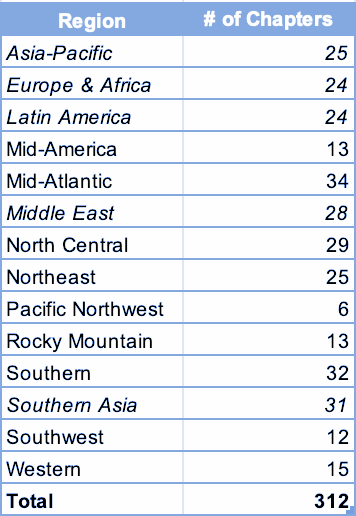 Region # of Chapters
Asia-Pacific 25
Europe & Africa 24
Latin America 24
Mid-America 13
Mid-Atlantic 34
Middle East 28
North Central 29
Northeast 25
Pacific Northwest 6
Rocky Mountain 13
Southern 32
Southern Asia 31
Southwest 12
Western 15
Total 312